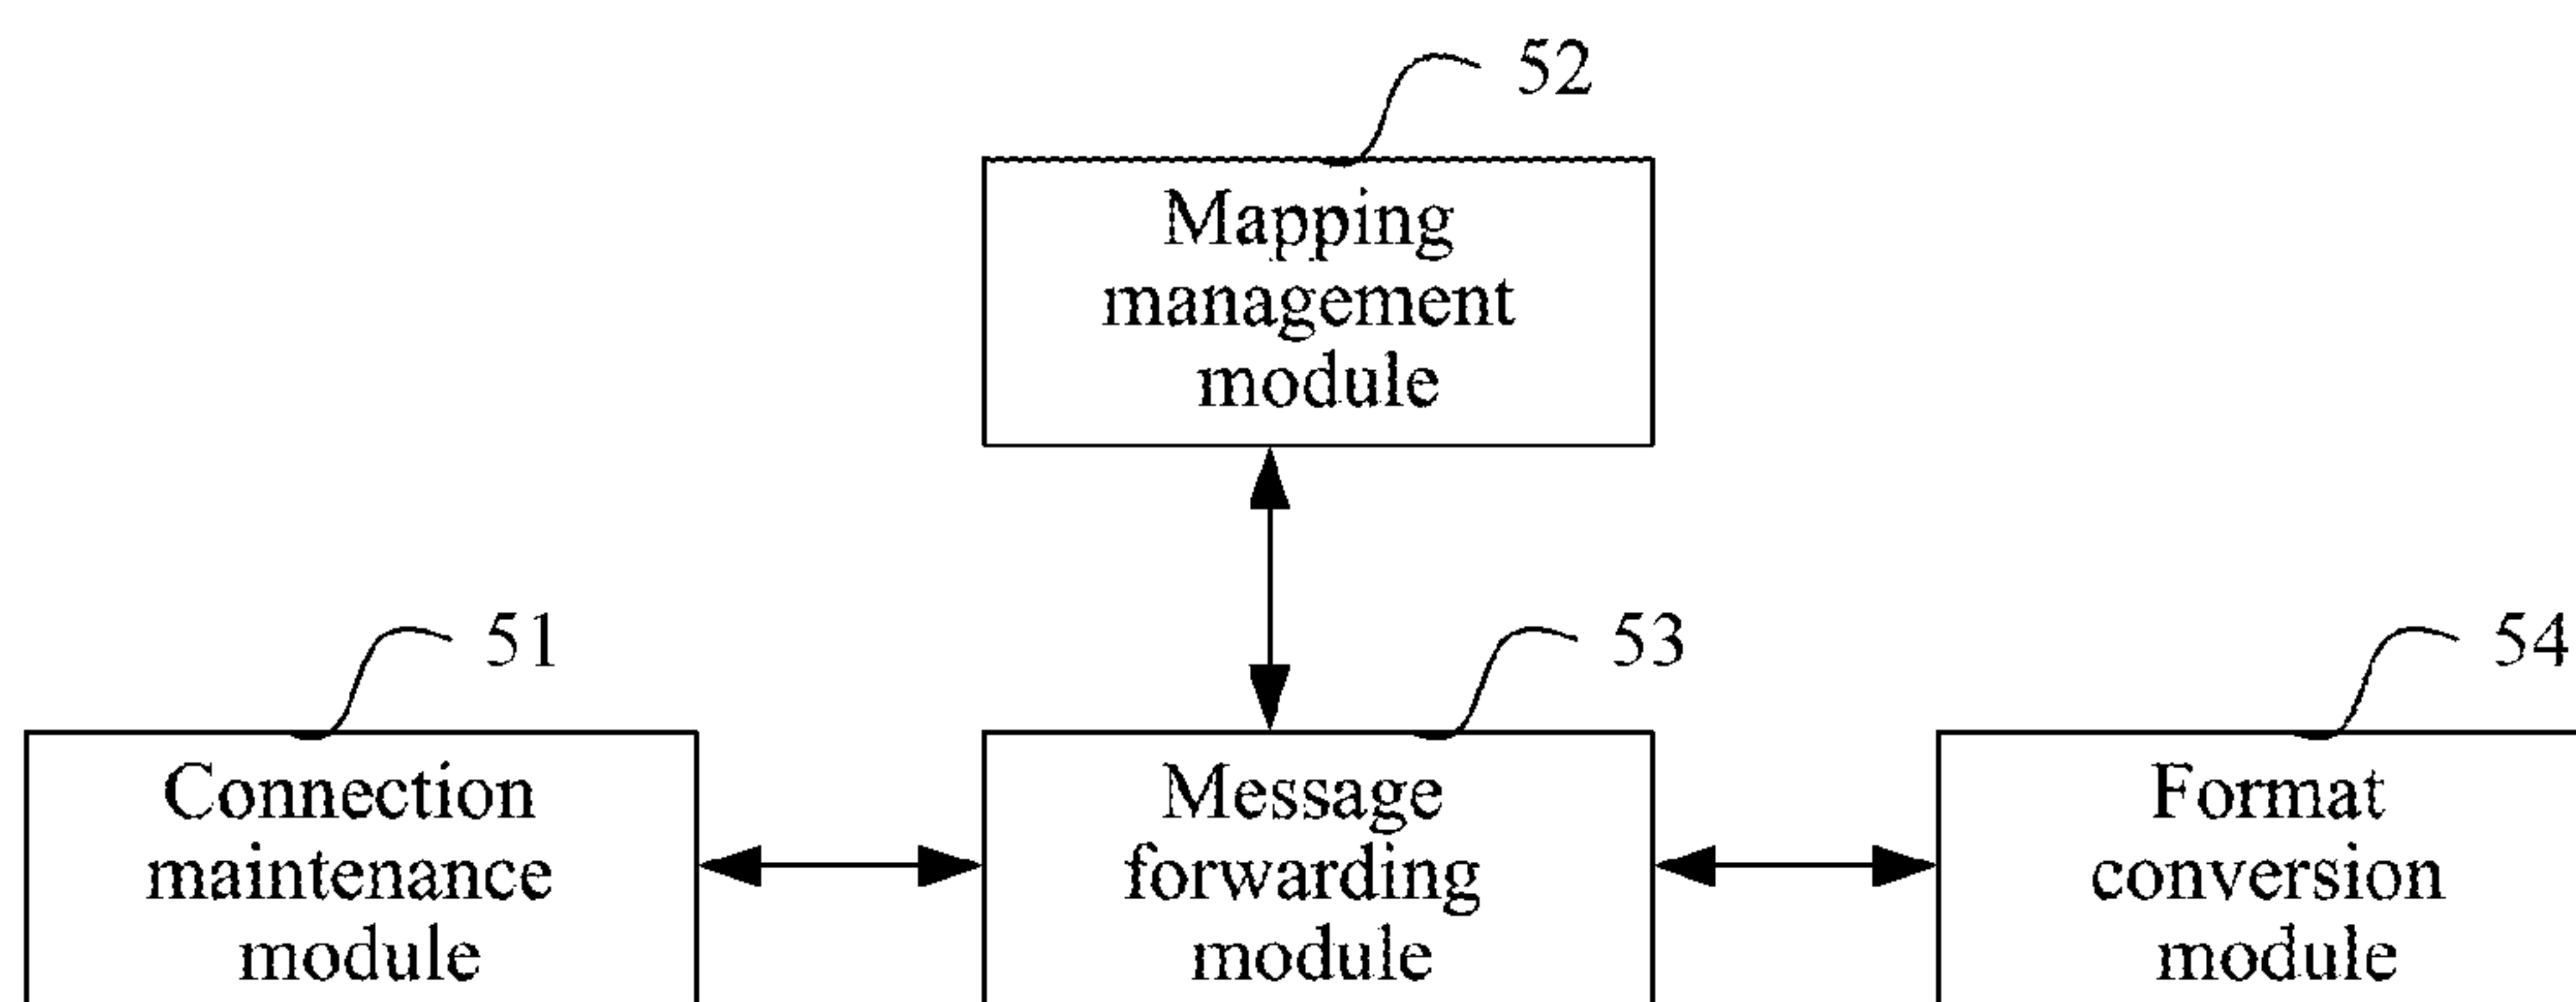 52
Mapping
management
module
51
53
54
Connection
maintenance
module
Message
forwarding
module
Format
conversion
module